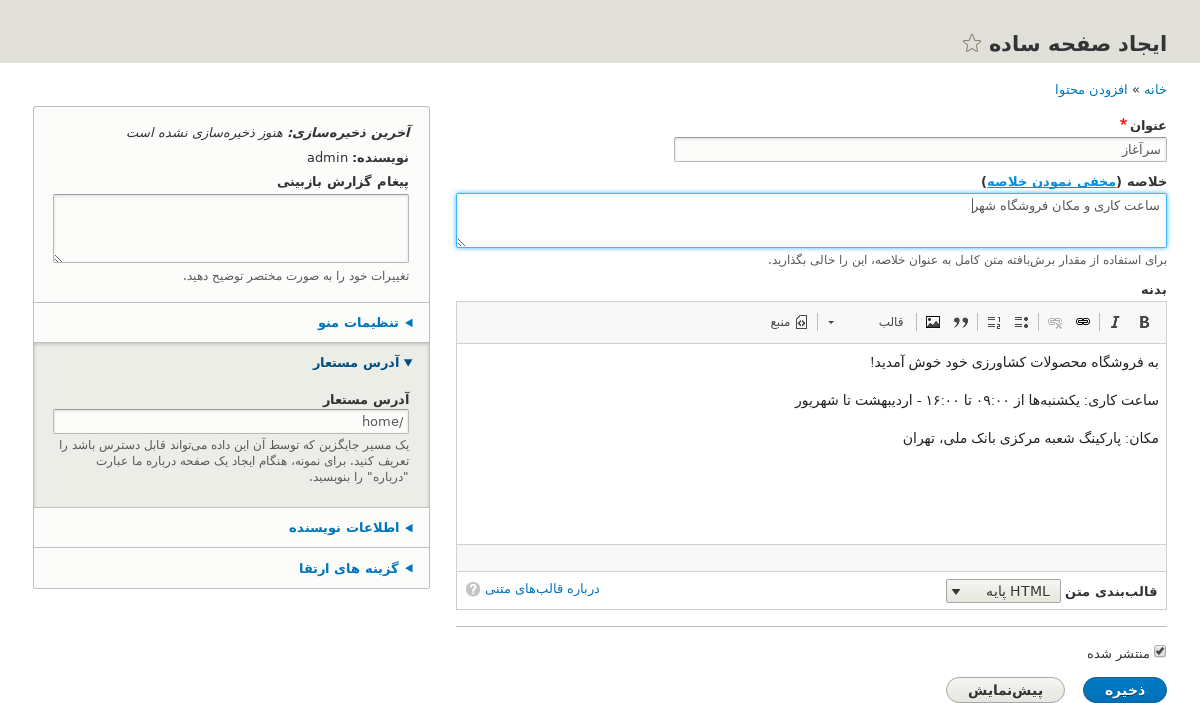 ایجاد صفحه ساده
خانه » افزودن محتوا
عنوان *
سرآغاز
خلاصه (مخفی نمودن خلاصه)
ساعت کاری و مکان فروشگاه شهر
برای استفاده از مقدار برش‌یافته متن کامل به عنوان خلاصه، این را خالی بگذارید.
بدنه
B I قالب منبع
به فروشگاه محصولات کشاورزی خود خوش آمدید!
ساعت کاری: یکشنبه‌ها از ۰۹:۰۰ تا ۱۶:۰۰ - اردیبهشت تا شهریور
مکان: پارکینگ شعبه مرکزی بانک ملی، تهران
قالب‌بندی متن HTML پایه
درباره قالب‌های متنی ?
منتشر شده
ذخیره
پیش‌نمایش
آخرین ذخیره‌سازی: هنوز ذخیره‌سازی نشده است
نویسنده: admin
پیغام گزارش بازبینی
تغییرات خود را به صورت مختصر توضیح دهید.
تنظیمات منو
آدرس مستعار
آدرس مستعار
/home
یک مسیر جایگزین که توسط آن این داده می‌تواند قابل دسترس باشد را
تعریف کنید. برای نمونه، هنگام ایجاد یک صفحه درباره ما عبارت
"درباره" را بنویسید.
اطلاعات نویسنده
گزینه های ارتقا